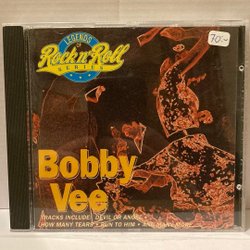 LEGENDS OF
Rock'n'Roll
SERIES
70:-
Bobby
Vee
TRACKS INCLUDE: DEVIL OR ANGEL •
HOW MANY TEARS • RUN TO HIM • AND MANY MORE